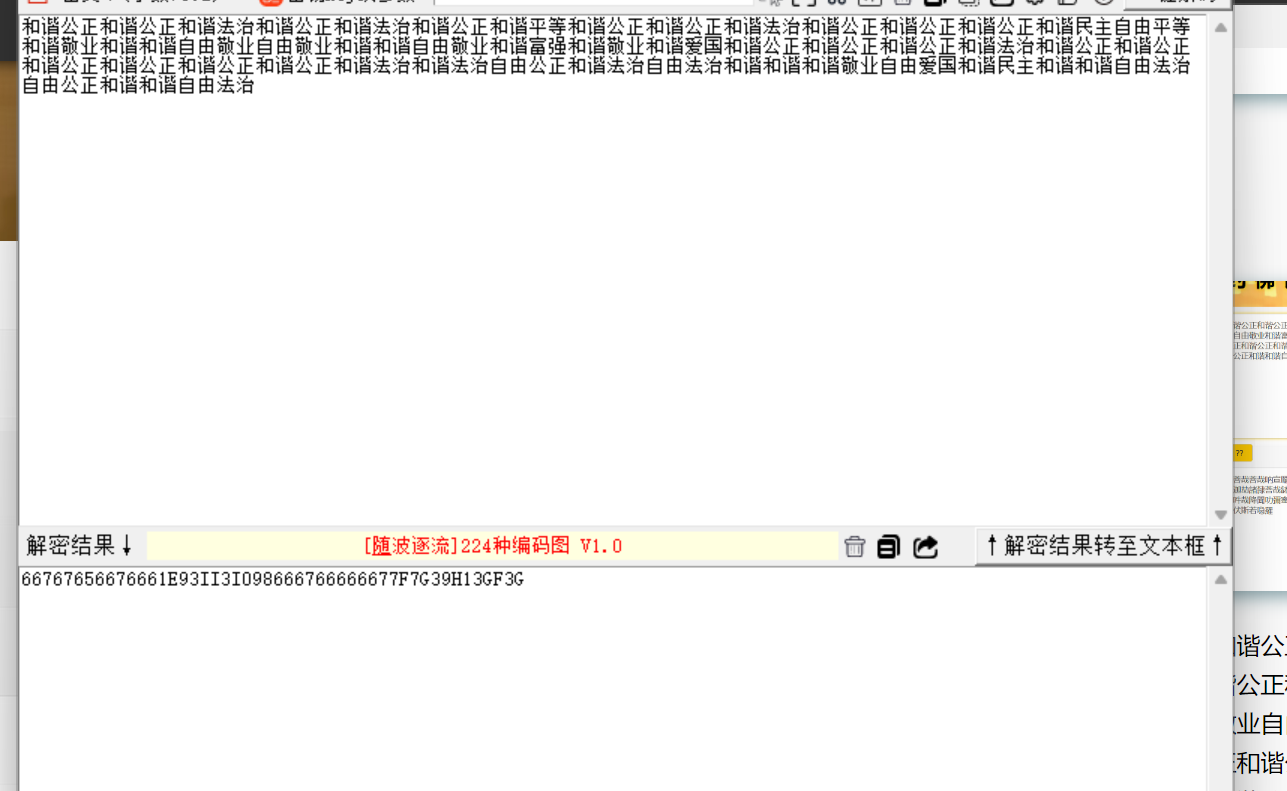 和谐公正和谐公正和谐法治和谐公正和谐法治和谐公正和谐平等和谐公正和谐公正和谐法治和谐公正和谐公正和谐公正和谐民主自由平等
和谐敬业和谐和谐自由敬业自由敬业和谐和谐自由敬业和谐富强和谐敬业和谐爱国和谐公正和谐公正和谐公正和谐法治和谐公正和谐公正
和谐公正和谐公正和谐公正和谐公正和谐法治和谐法治自由公正和谐法治自由法治和谐和谐和谐敬业自由爱国和谐民主和谐和谐自由法治
自由公正和谐和谐自由法治
解密结果↓
[随波逐流]224种编码图 V1.0
↑解密结果转至文本框↑
66767656676661E93II3I098666766666677F7G39H13GF3G
??